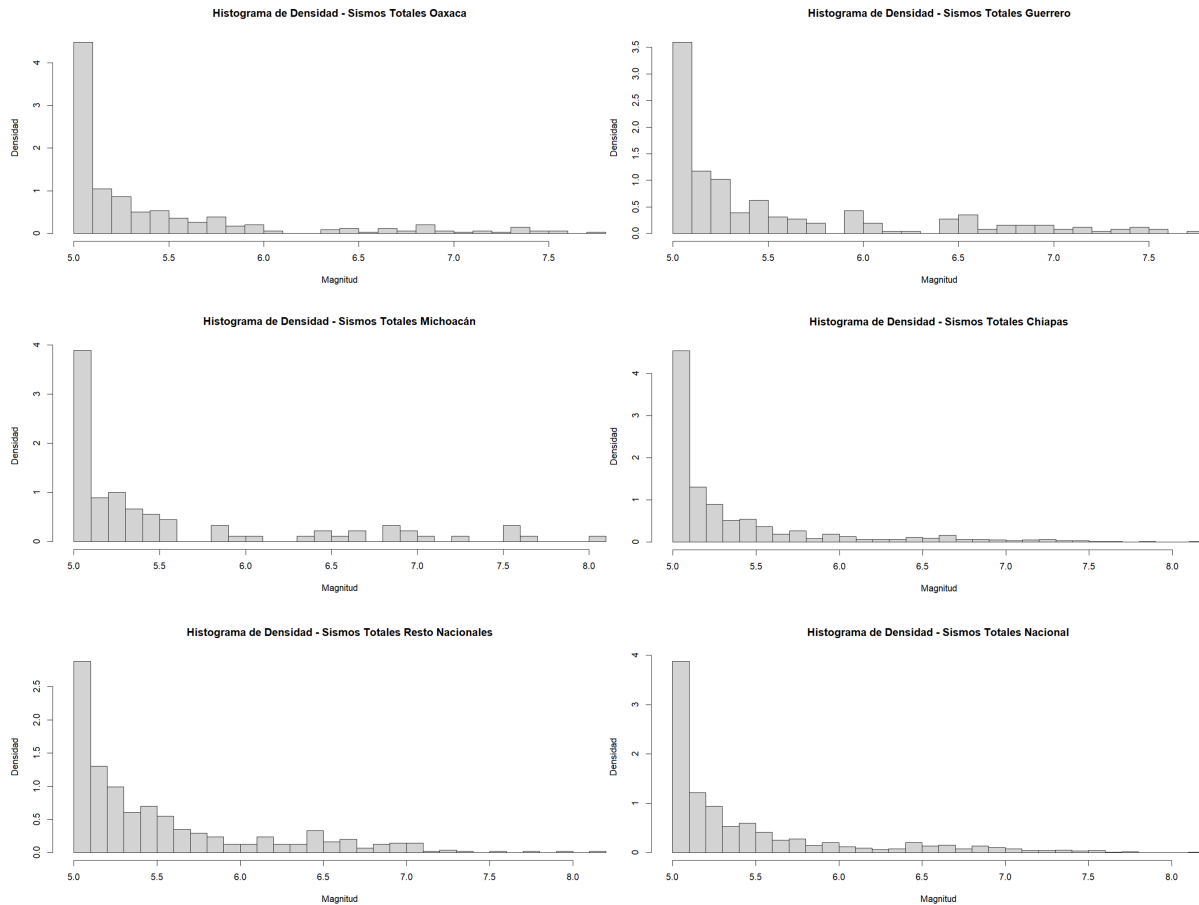 Histograma de Densidad - Sismos Totales Oaxaca
Densidad
0 1 2 3 4
5.0 5.5 6.0 6.5 7.0 7.5
Magnitud
Histograma de Densidad - Sismos Totales Guerrero
Densidad
0.0 0.5 1.0 1.5 2.0 2.5 3.0 3.5
5.0 5.5 6.0 6.5 7.0 7.5
Magnitud
Histograma de Densidad - Sismos Totales Michoacán
Densidad
0 1 2 3 4
5.0 5.5 6.0 6.5 7.0 7.5 8.0
Magnitud
Histograma de Densidad - Sismos Totales Chiapas
Densidad
0 1 2 3 4
5.0 5.5 6.0 6.5 7.0 7.5 8.0
Magnitud
Histograma de Densidad - Sismos Totales Resto Nacionales
Densidad
0.0 0.5 1.0 1.5 2.0 2.5
5.0 5.5 6.0 6.5 7.0 7.5 8.0
Magnitud
Histograma de Densidad - Sismos Totales Nacional
Densidad
0 1 2 3 4
5.0 5.5 6.0 6.5 7.0 7.5 8.0
Magnitud